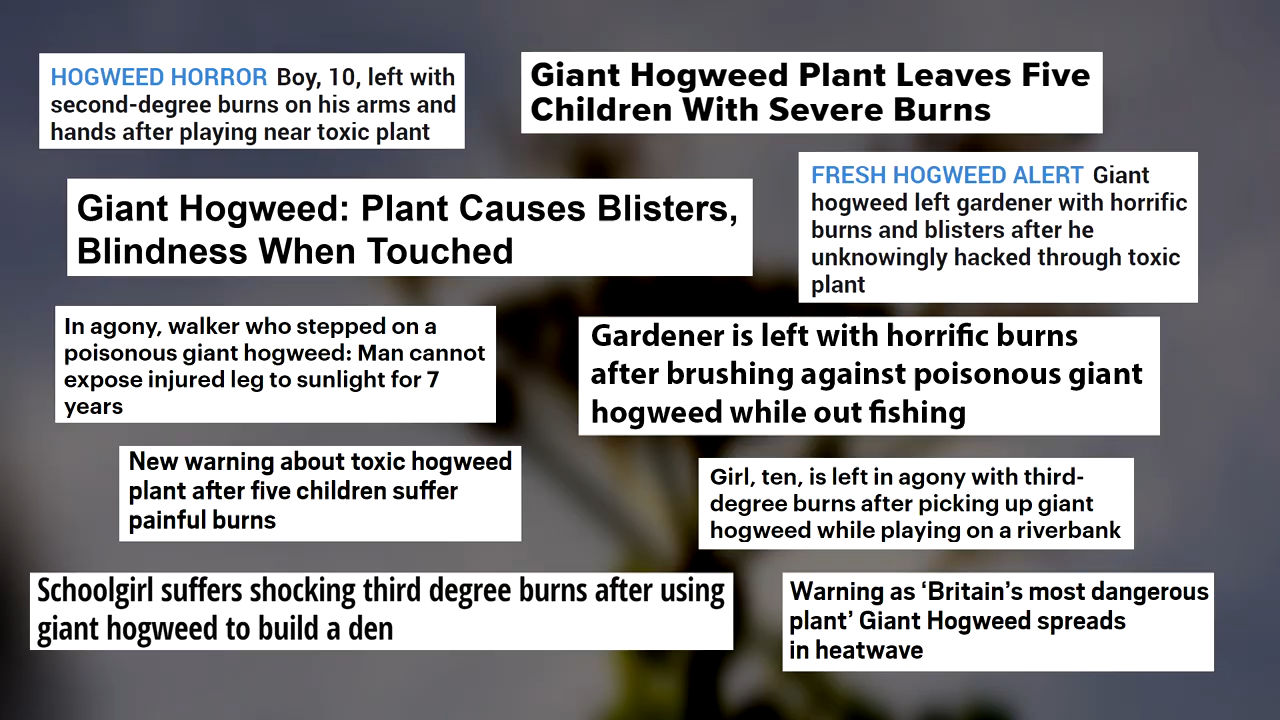 HOGWEED HORROR Boy, 10, left with
second-degree burns on his arms and
hands after playing near toxic plant
Giant Hogweed Plant Leaves Five
Children With Severe Burns
Giant Hogweed: Plant Causes Blisters,
Blindness When Touched
FRESH HOGWEED ALERT Giant
hogweed left gardener with horrific
burns and blisters after he
unknowingly hacked through toxic
plant
In agony, walker who stepped on a
poisonous giant hogweed: Man cannot
expose injured leg to sunlight for 7
years
Gardener is left with horrific burns
after brushing against poisonous giant
hogweed while out fishing
New warning about toxic hogweed
plant after five children suffer
painful burns
Girl, ten, is left in agony with third-
degree burns after picking up giant
hogweed while playing on a riverbank
Schoolgirl suffers shocking third degree burns after using
giant hogweed to build a den
Warning as ‘Britain’s most dangerous
plant’ Giant Hogweed spreads
in heatwave